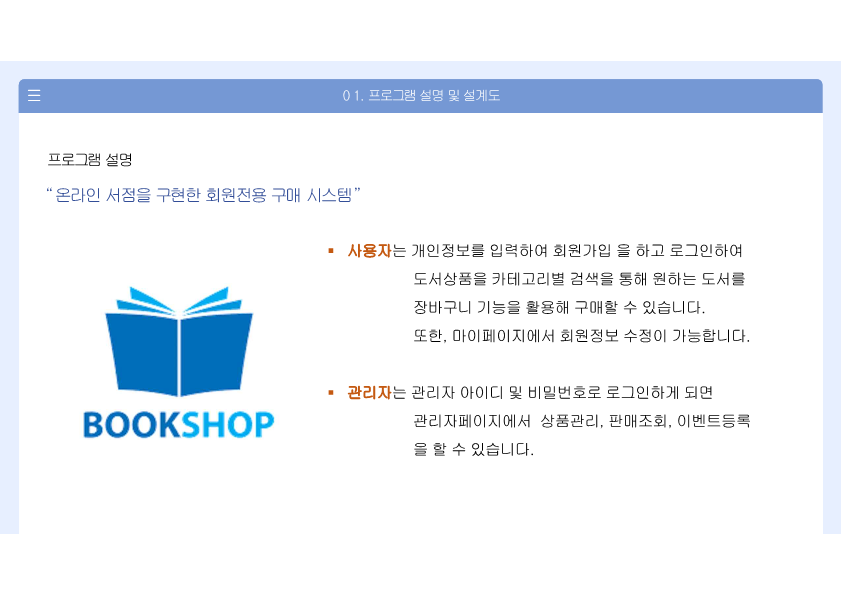 01. 프로그램 설명 및 설계도
프로그램 설명
“온라인 서점을 구현한 회원전용 구매 시스템”
▪ 사용자는 개인정보를 입력하여 회원가입 을 하고 로그인하여
도서상품을 카테고리별 검색을 통해 원하는 도서를
장바구니 기능을 활용해 구매할 수 있습니다.
또한, 마이페이지에서 회원정보 수정이 가능합니다.
▪ 관리자는 관리자 아이디 및 비밀번호로 로그인하게 되면
관리자페이지에서 상품관리, 판매조회, 이벤트등록
을 할 수 있습니다.
BOOKSHOP